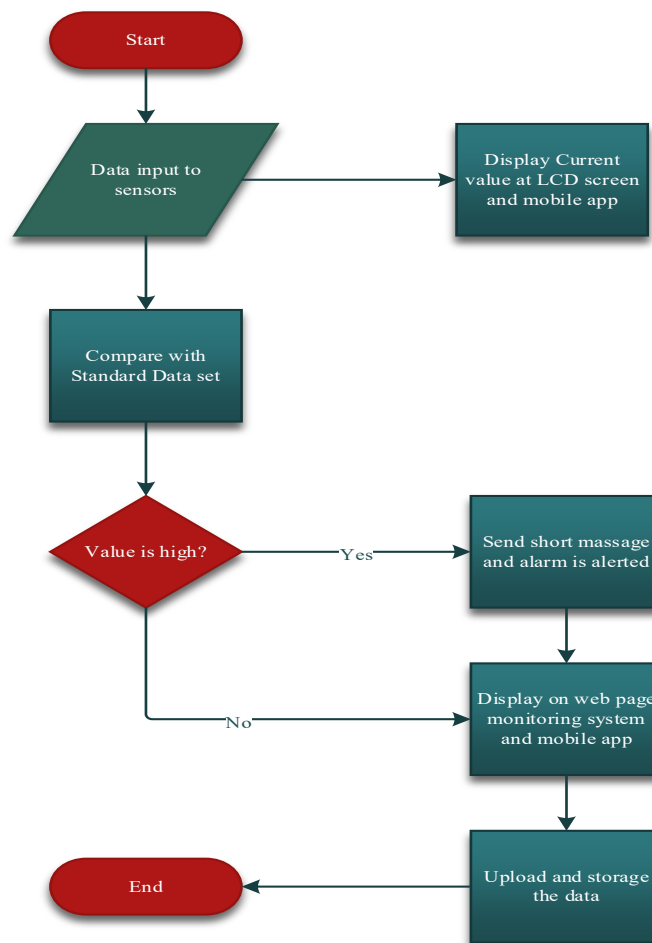 Start
Data input to
sensors
Display Current
value at LCD screen
and mobile app
Compare with
Standard Data set
Value is high?
Yes
Send short massage
and alarm is alerted
No
Display on web page
monitoring system
and mobile app
Upload and storage
the data
End